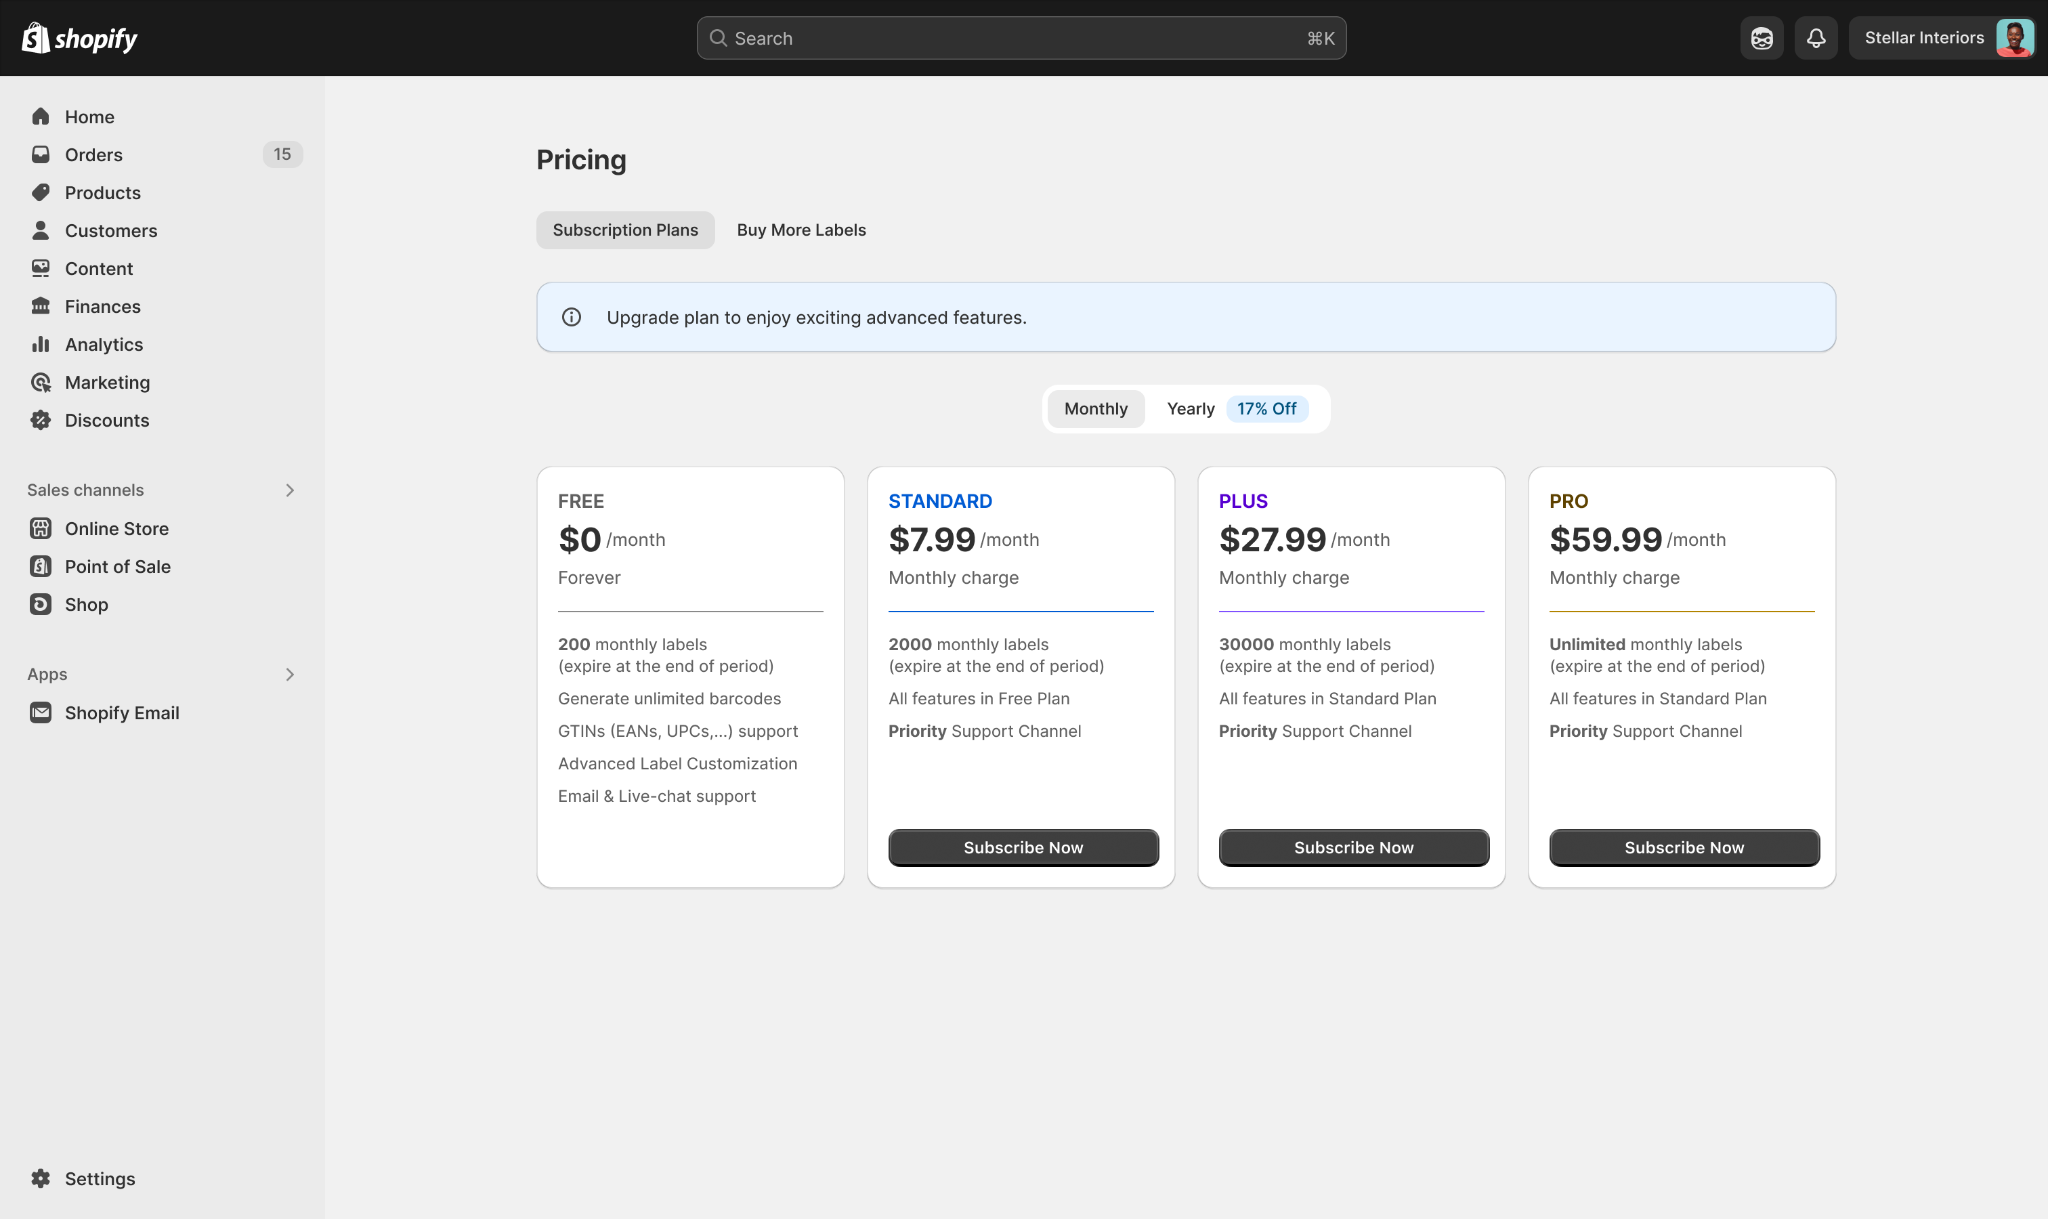 shopify
Search
⌘K
Stellar Interiors
Home
Orders
15
Products
Customers
Content
Finances
Analytics
Marketing
Discounts
Sales channels
Online Store
Point of Sale
Shop
Apps
Shopify Email
Settings
Pricing
Subscription Plans
Buy More Labels
Upgrade plan to enjoy exciting advanced features.
Monthly
Yearly
17% Off
FREE
$0 /month
Forever
200 monthly labels
(expire at the end of period)
Generate unlimited barcodes
GTINs (EANs, UPCs,...) support
Advanced Label Customization
Email & Live-chat support
STANDARD
$7.99 /month
Monthly charge
2000 monthly labels
(expire at the end of period)
All features in Free Plan
Priority Support Channel
Subscribe Now
PLUS
$27.99 /month
Monthly charge
30000 monthly labels
(expire at the end of period)
All features in Standard Plan
Priority Support Channel
Subscribe Now
PRO
$59.99 /month
Monthly charge
Unlimited monthly labels
(expire at the end of period)
All features in Standard Plan
Priority Support Channel
Subscribe Now